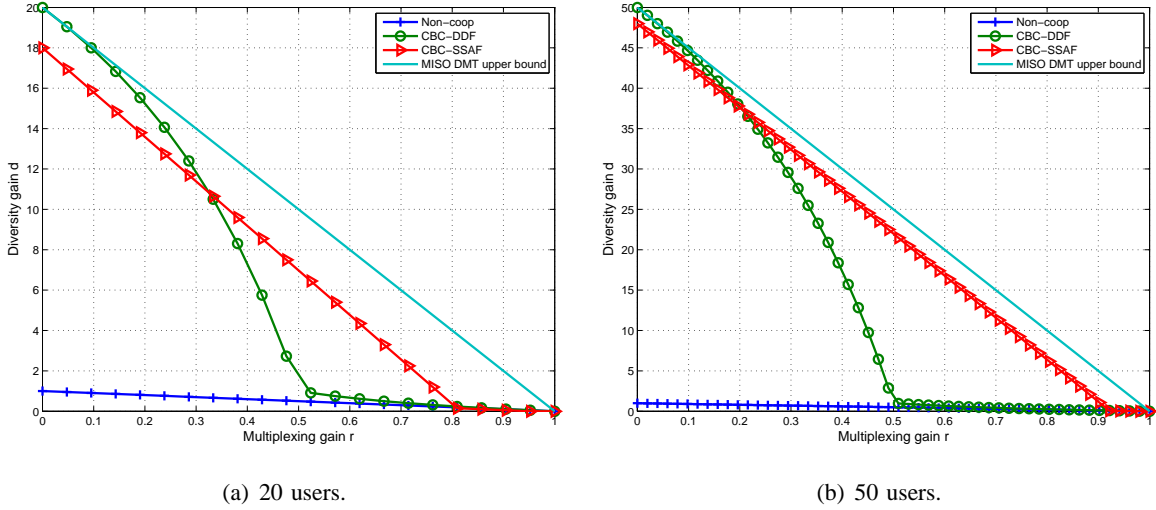 20
18
16
14
12
10
8
6
4
2
0
Diversity gain d
0 0.1 0.2 0.3 0.4 0.5 0.6 0.7 0.8 0.9 1
Multiplexing gain r
Non−coop
CBC−DDF
CBC−SSAF
MISO DMT upper bound
(a) 20 users.
50
45
40
35
30
25
20
15
10
5
0
Diversity gain d
0 0.1 0.2 0.3 0.4 0.5 0.6 0.7 0.8 0.9 1
Multiplexing gain r
Non−coop
CBC−DDF
CBC−SSAF
MISO DMT upper bound
(b) 50 users.